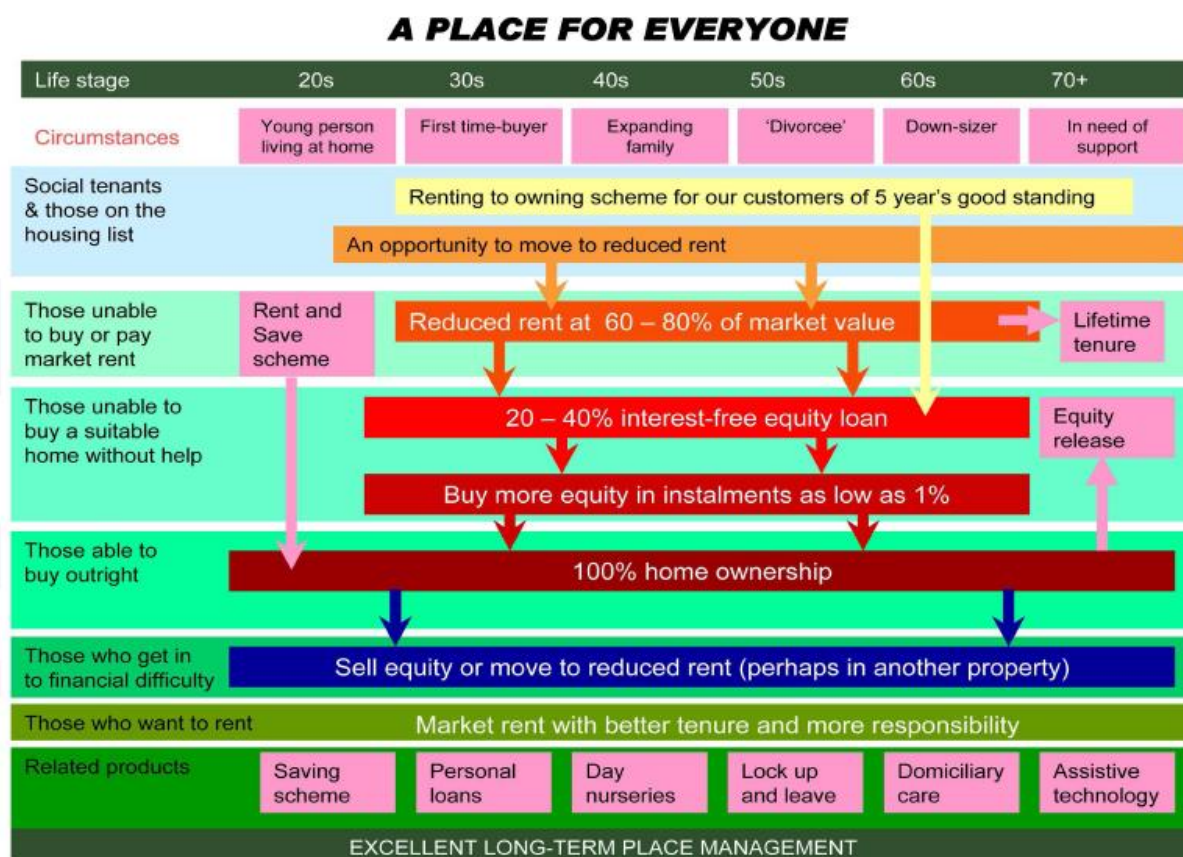 A PLACE FOR EVERYONE
Life stage 20s 30s 40s 50s 60s 70+
Circumstances
Young person
living at home
First time-buyer
Expanding
family
‘Divorcee’
Down-sizer
In need of
support
Social tenants
& those on the
housing list
Renting to owning scheme for our customers of 5 year's good standing
An opportunity to move to reduced rent
Those unable
to buy or pay
market rent
Rent and
Save
scheme
Reduced rent at 60 – 80% of market value
Lifetime
tenure
Those unable to
buy a suitable
home without help
20 – 40% interest-free equity loan
Equity
release
Buy more equity in instalments as low as 1%
Those able to
buy outright
100% home ownership
Those who get in
to financial difficulty
Sell equity or move to reduced rent (perhaps in another property)
Those who want to rent
Market rent with better tenure and more responsibility
Related products
Saving
scheme
Personal
loans
Day
nurseries
Lock up
and leave
Domiciliary
care
Assistive
technology
EXCELLENT LONG-TERM PLACE MANAGEMENT